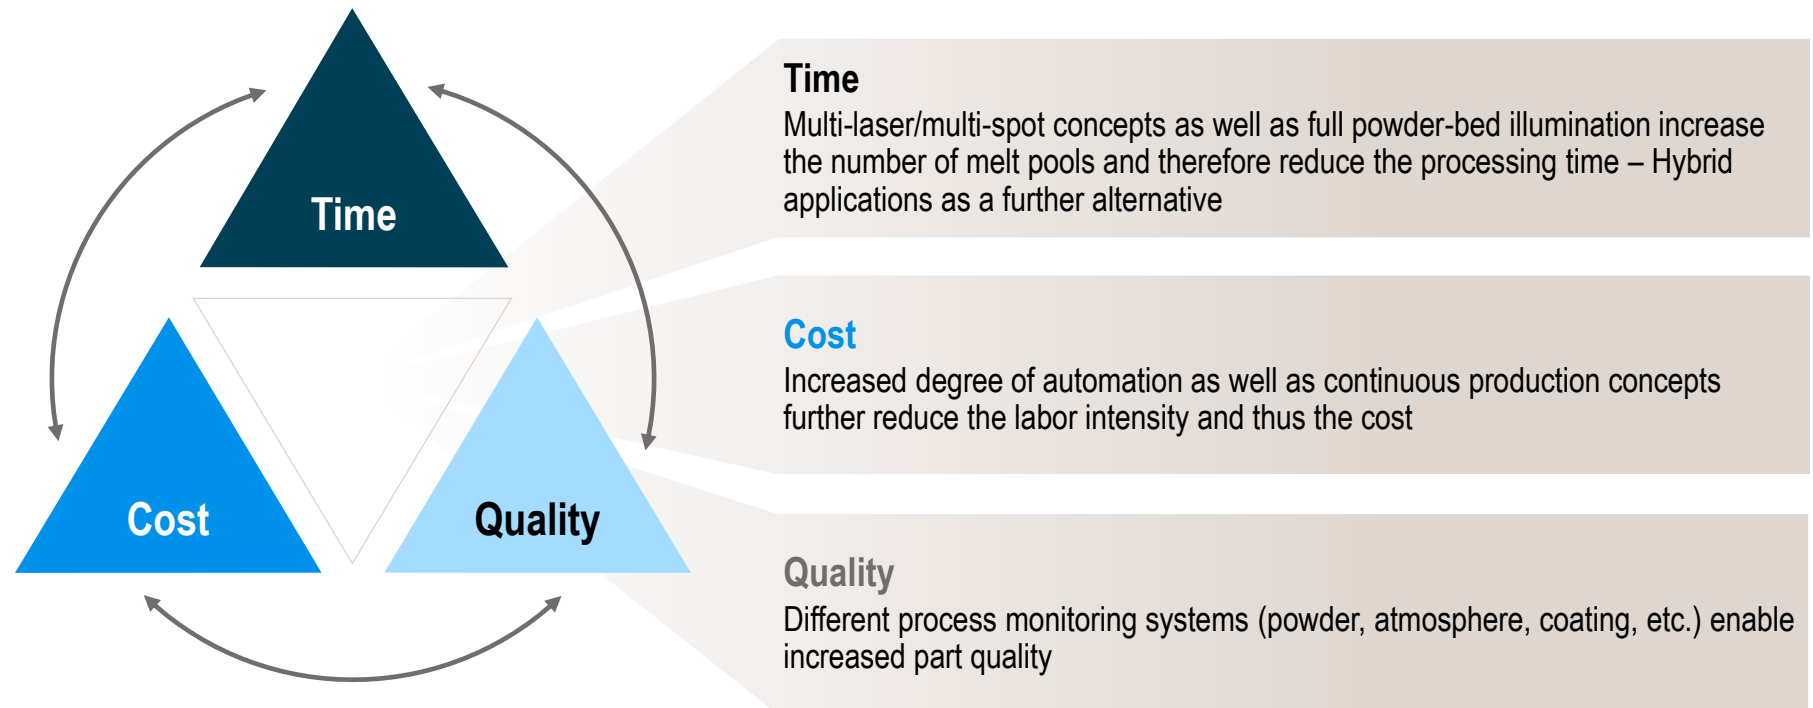 Time
Cost
Quality
Time
Multi-laser/multi-spot concepts as well as full powder-bed illumination increase
the number of melt pools and therefore reduce the processing time – Hybrid
applications as a further alternative
Cost
Increased degree of automation as well as continuous production concepts
further reduce the labor intensity and thus the cost
Quality
Different process monitoring systems (powder, atmosphere, coating, etc.) enable
increased part quality